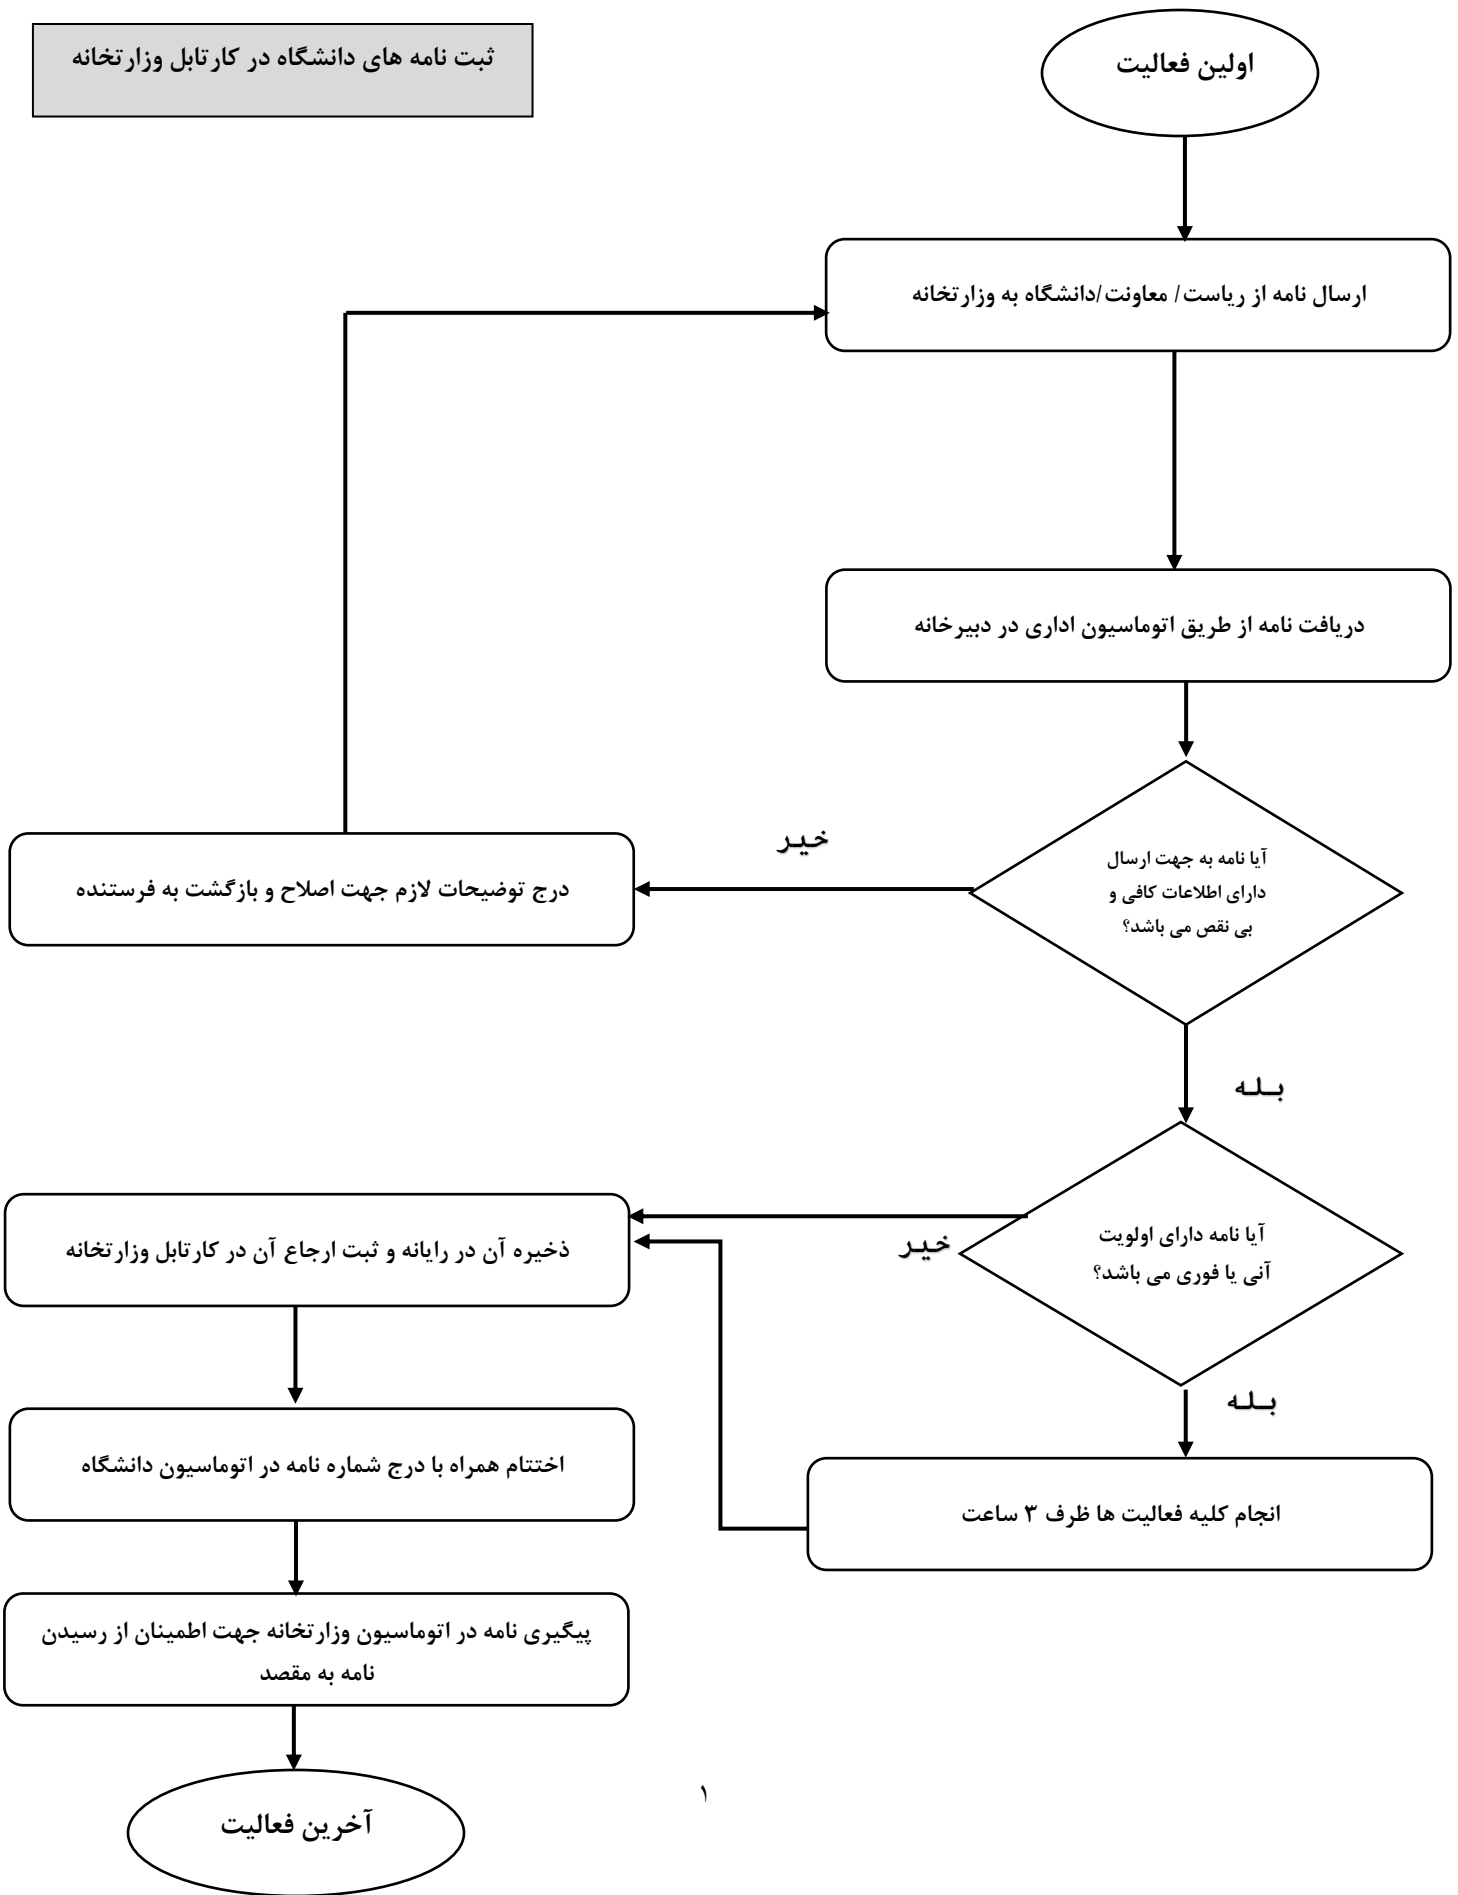 ثبت نامه های دانشگاه در کارتابل وزارتخانه
اولین فعالیت
ارسال نامه از ریاست/ معاونت/دانشگاه به وزارتخانه
دریافت نامه از طریق اتوماسیون اداری در دبیرخانه
آیا نامه به جهت ارسال
دارای اطلاعات کافی و
بی نقص می باشد؟
خیر
درج توضیحات لازم جهت اصلاح و بازگشت به فرستنده
بله
آیا نامه دارای اولویت
آنی یا فوری می باشد؟
خیر
ذخیره آن در رایانه و ثبت ارجاع آن در کارتابل وزارتخانه
بله
انجام کلیه فعالیت ها ظرف ۳ ساعت
اختتام همراه با درج شماره نامه در اتوماسیون دانشگاه
پیگیری نامه در اتوماسیون وزارتخانه جهت اطمینان از رسیدن
نامه به مقصد
آخرین فعالیت
۱